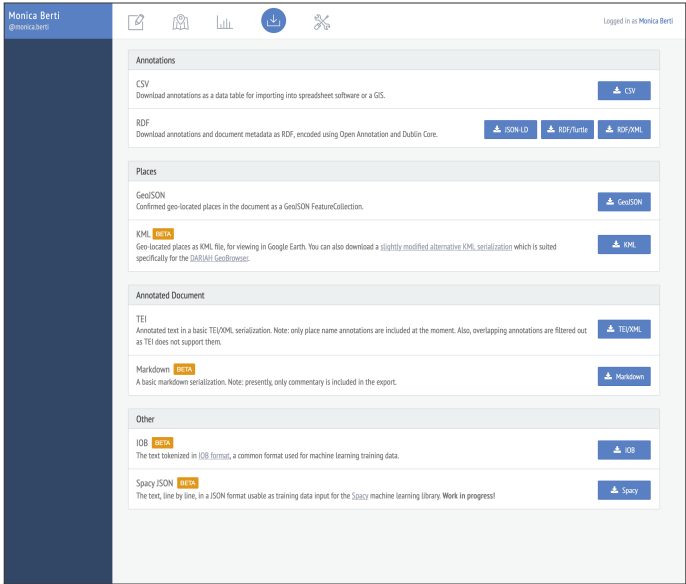 Monica Berti
@monica.berti
Logged in as Monica Berti
Annotations
CSV
Download annotations as a data table for importing into spreadsheet software or a GIS.
CSV
RDF
Download annotations and document metadata as RDF, encoded using Open Annotation and Dublin Core.
JSON-LD
RDF/Turtle
RDF/XML
Places
GeoJSON
Confirmed geo-located places in the document as a GeoJSON FeatureCollection.
GeoJSON
KML BETA
Geo-located places as KML file, for viewing in Google Earth. You can also download a slightly modified alternative KML serialization which is suited
specifically for the DARIAH GeoBrowser.
KML
Annotated Document
TEI
Annotated text in a basic TEI/XML serialization. Note: only place name annotations are included at the moment. Also, overlapping annotations are filtered out
as TEI does not support them.
TEI/XML
Markdown BETA
A basic markdown serialization. Note: presently, only commentary is included in the export.
Markdown
Other
IOB BETA
The text tokenized in IOB format, a common format used for machine learning training data.
IOB
Spacy JSON BETA
The text, line by line, in a JSON format usable as training data input for the Spacy machine learning library. Work in progress!
Spacy